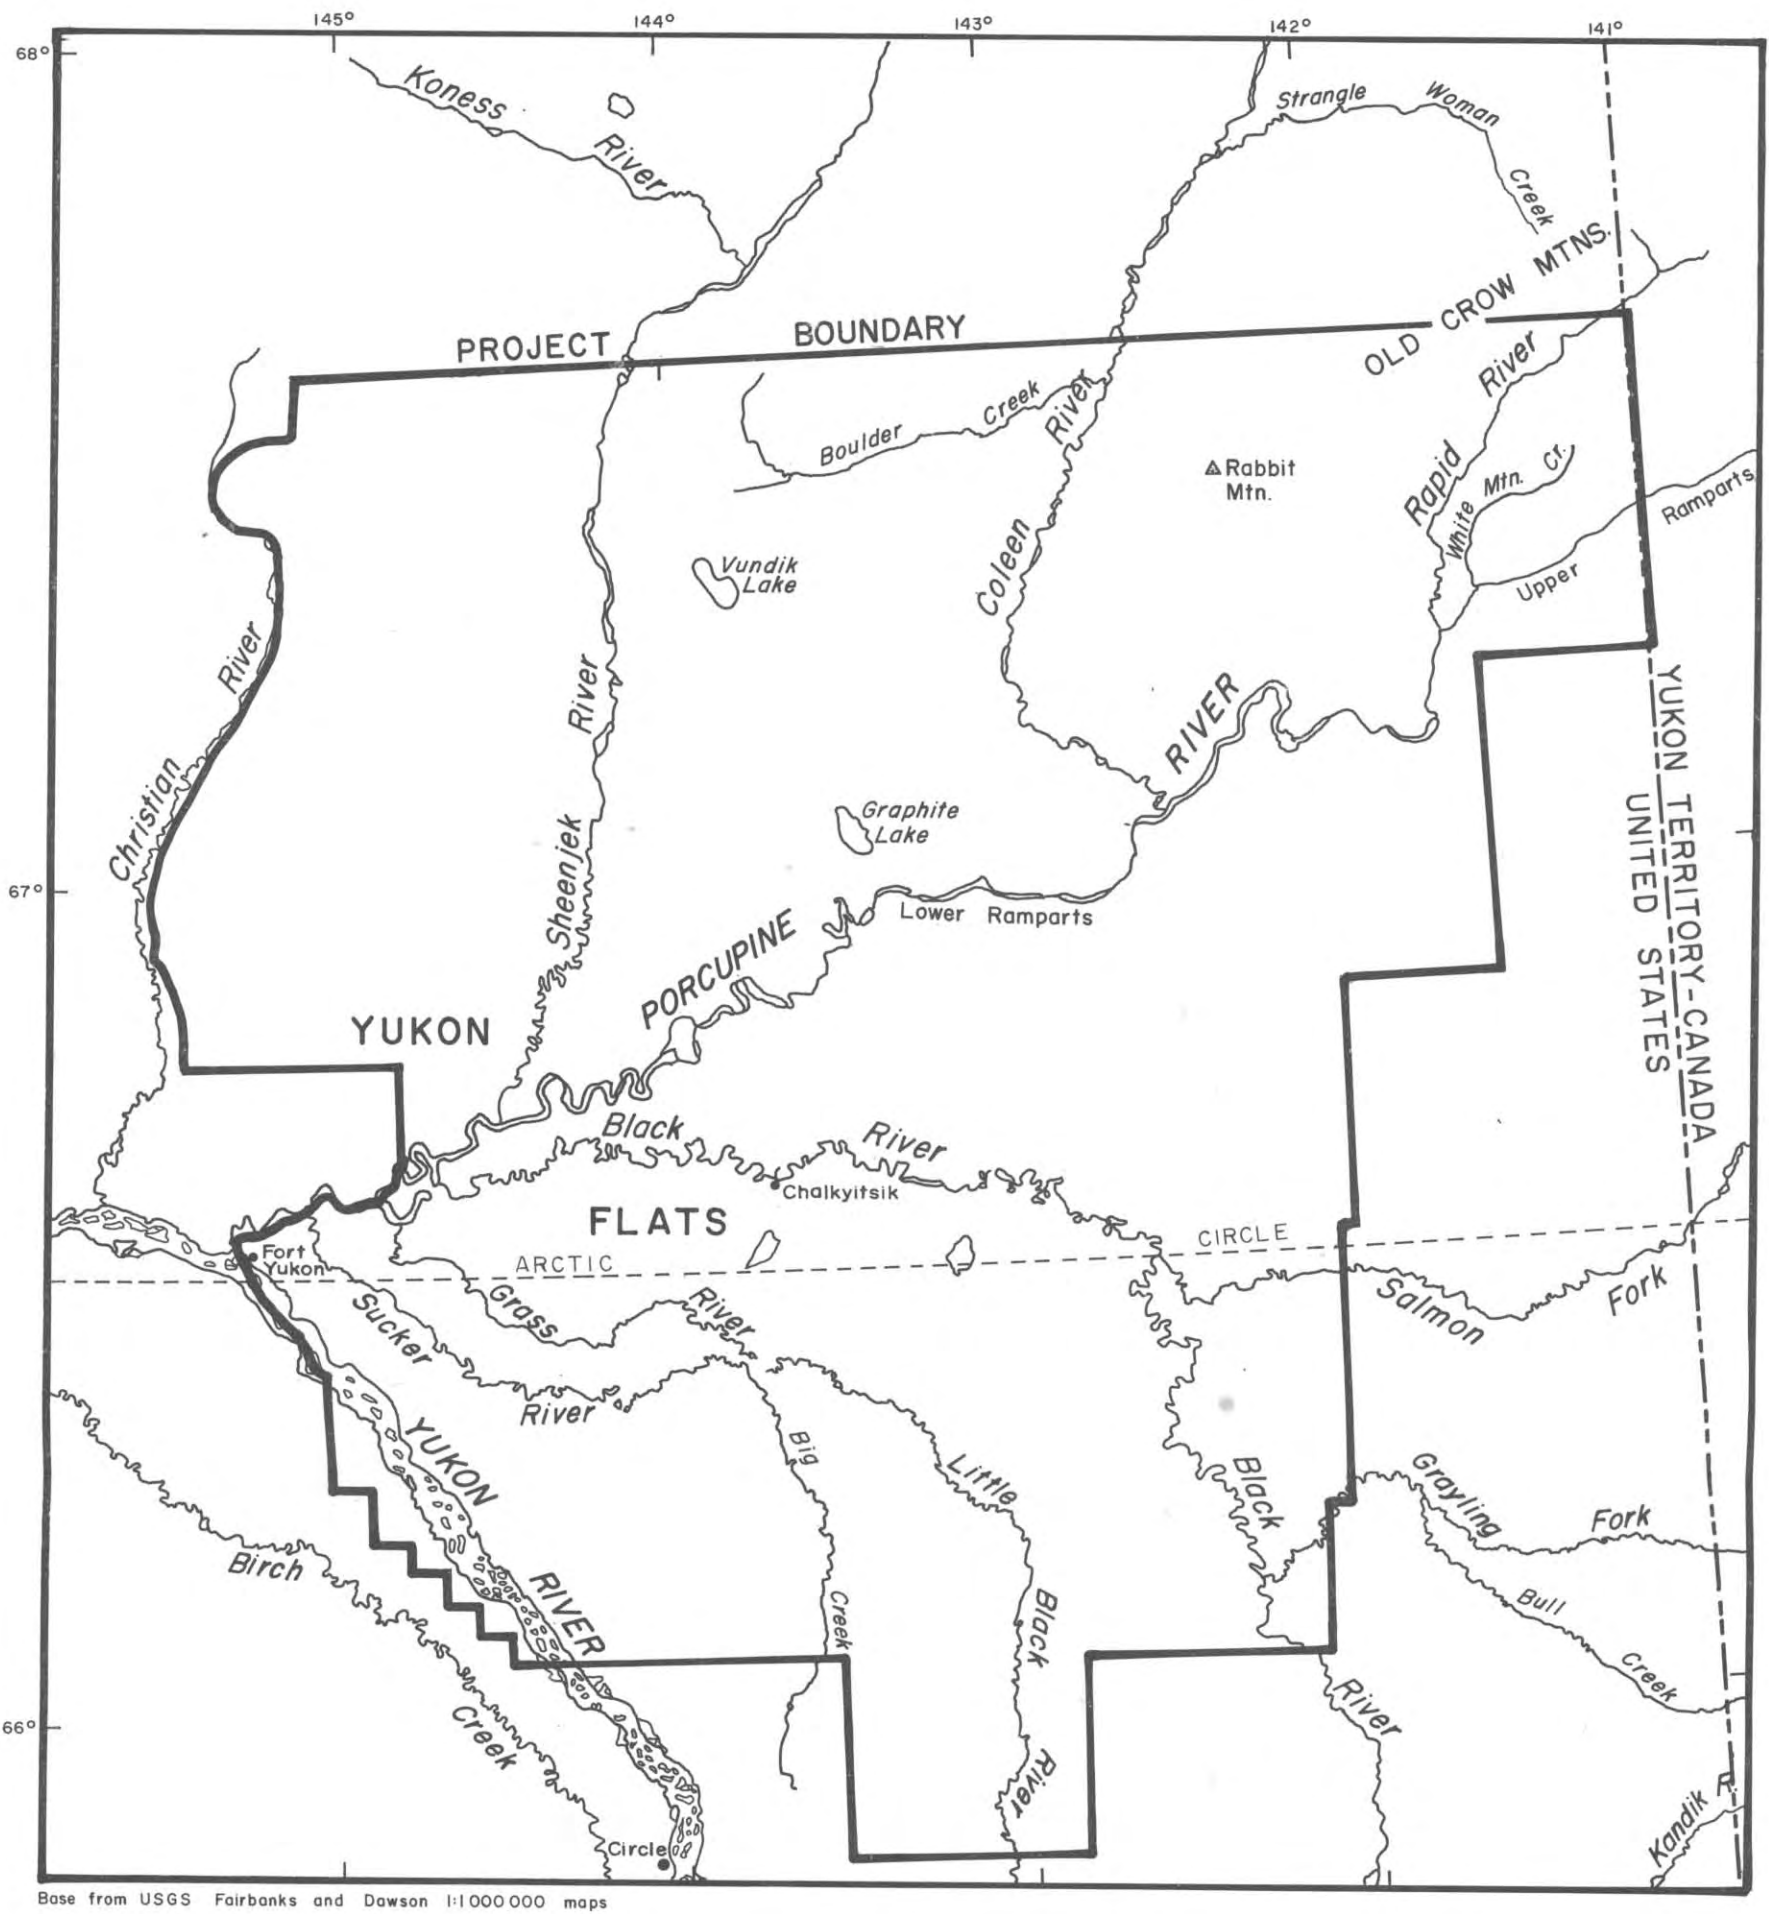 145°
144°
143°
142°
141°
68°
Koness
River
Strangle
Woman
Creek
OLD CROW MTNS.
PROJECT BOUNDARY
River
Rapid
Boulder
Creek
River
Coleen
Rabbit
Mtn.
White
Mtn.
Cr.
Ramparts
Upper
Vundik
Lake
River
Christian
River
Sheenjek
RIVER
PORCUPINE
Graphite
Lake
Lower Ramparts
YUKON TERRITORY-CANADA
UNITED STATES
67°
YUKON
FLATS
Black
River
Chalkyitsik
Fort
Yukon
ARCTIC
CIRCLE
Sucker
River
Grass
River
Salmon
Fork
YUKON
RIVER
Big
Creek
Little
Black
River
Black
River
Grayling
Fork
Bull
Creek
Birch
Creek
66°
Circle
Kandik
R.
Base from USGS Fairbanks and Dawson 1:1000000 maps